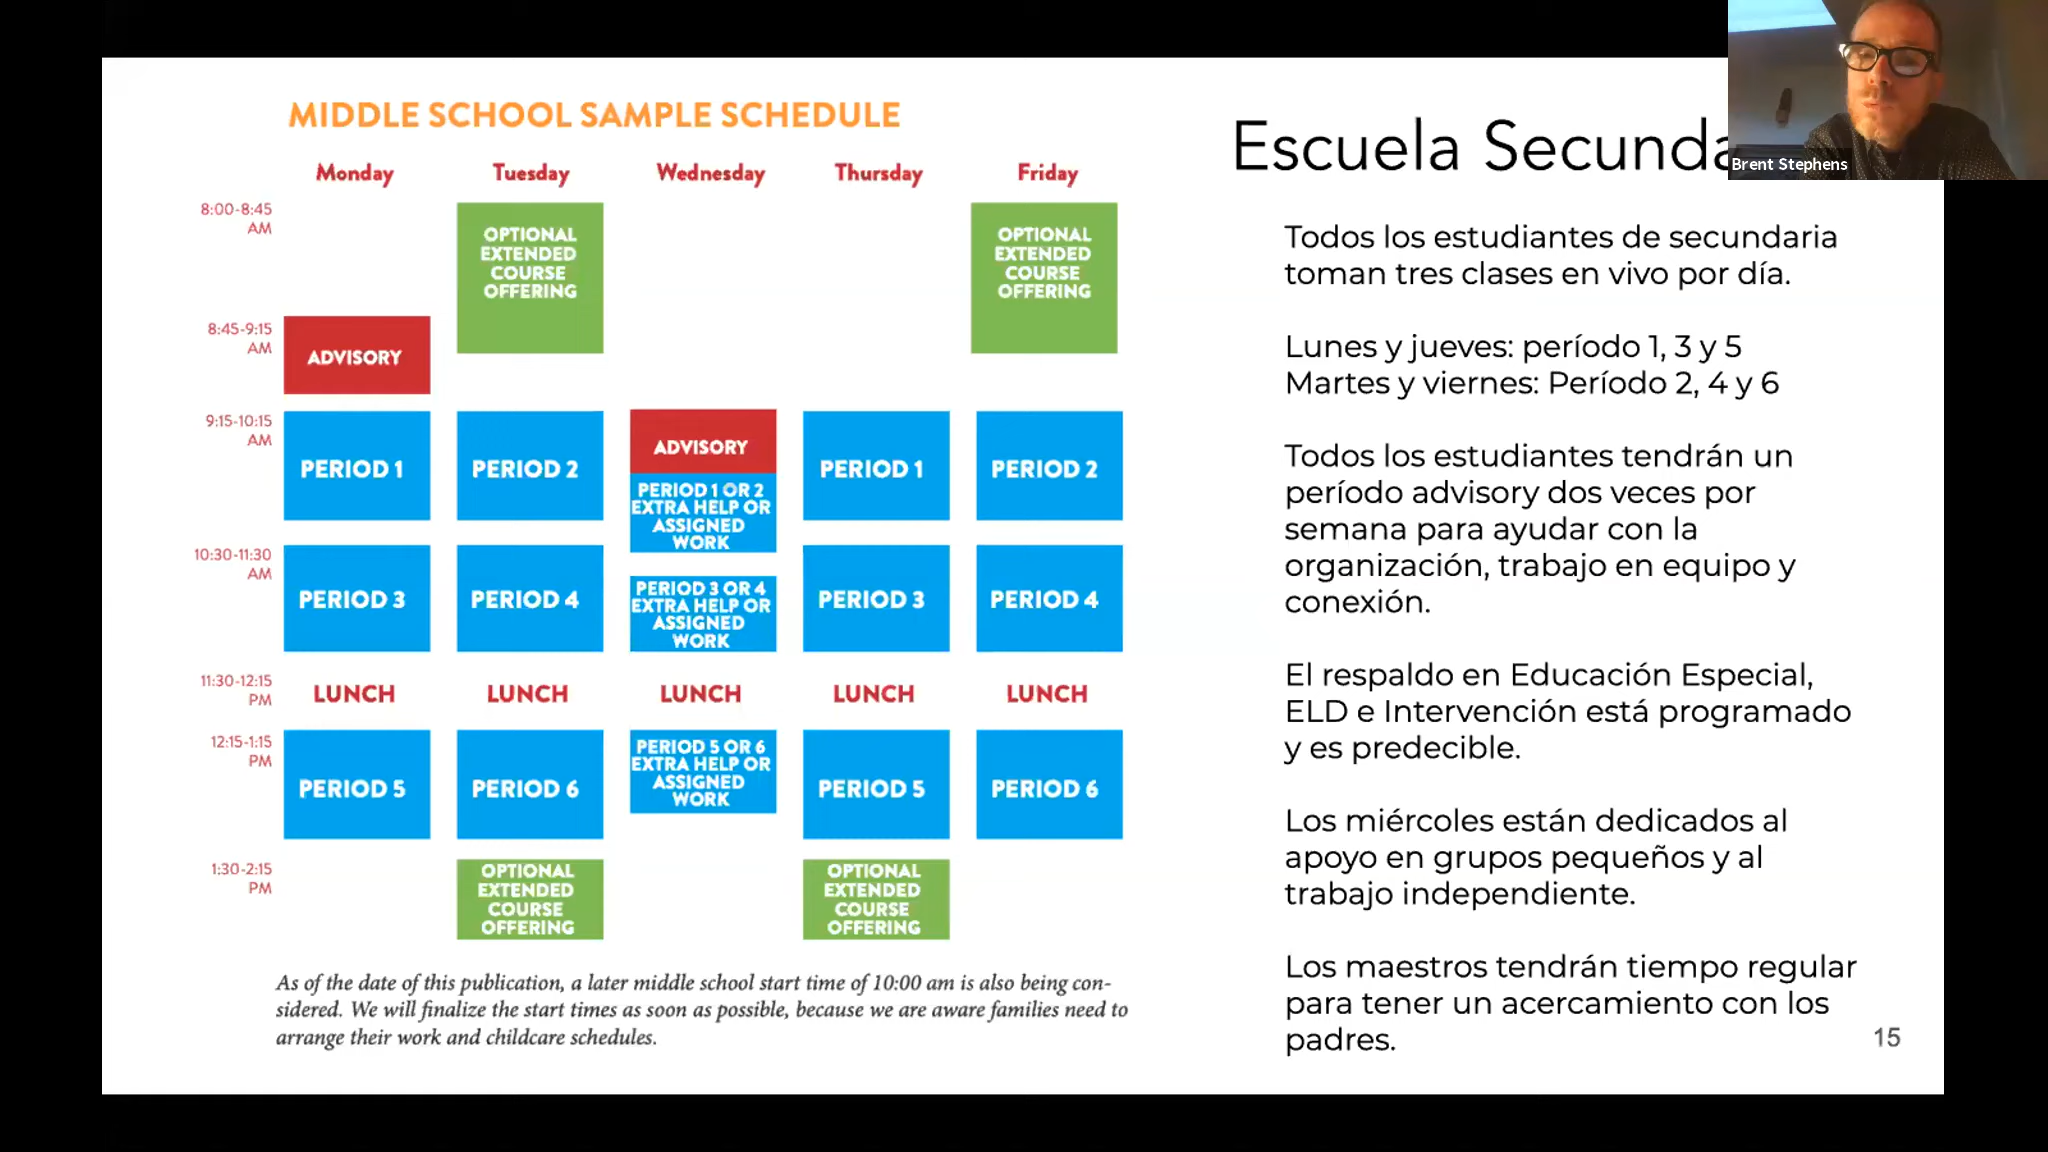 MIDDLE SCHOOL SAMPLE SCHEDULE
Monday Tuesday Wednesday Thursday Friday
8:00-8:45
AM
OPTIONAL
EXTENDED
COURSE
OFFERING
OPTIONAL
EXTENDED
COURSE
OFFERING
8:45-9:15
AM
ADVISORY
9:15-10:15
AM
PERIOD 1
PERIOD 2
ADVISORY
PERIOD 1 OR 2
EXTRA HELP OR
ASSIGNED
WORK
PERIOD 1
PERIOD 2
10:30-11:30
AM
PERIOD 3
PERIOD 4
PERIOD 3 OR 4
EXTRA HELP OR
ASSIGNED
WORK
PERIOD 3
PERIOD 4
11:30-12:15
PM
LUNCH LUNCH LUNCH LUNCH LUNCH
12:15-1:15
PM
PERIOD 5
PERIOD 6
PERIOD 5 OR 6
EXTRA HELP OR
ASSIGNED
WORK
PERIOD 5
PERIOD 6
1:30-2:15
PM
OPTIONAL
EXTENDED
COURSE
OFFERING
OPTIONAL
EXTENDED
COURSE
OFFERING
As of the date of this publication, a later middle school start time of 10:00 am is also being con-
sidered. We will finalize the start times as soon as possible, because we are aware families need to
arrange their work and childcare schedules.
Escuela
Brent Stephens
Todos los estudiantes de secundaria
toman tres clases en vivo por día.
Lunes y jueves: período 1, 3 y 5
Martes y viernes: Período 2, 4 y 6
Todos los estudiantes tendrán un
período advisory dos veces por
semana para ayudar con la
organización, trabajo en equipo y
conexión.
El respaldo en Educación Especial,
ELD e Intervención está programado
y es predecible.
Los miércoles están dedicados al
apoyo en grupos pequeños y al
trabajo independiente.
Los maestros tendrán tiempo regular
para tener un acercamiento con los
padres.
15